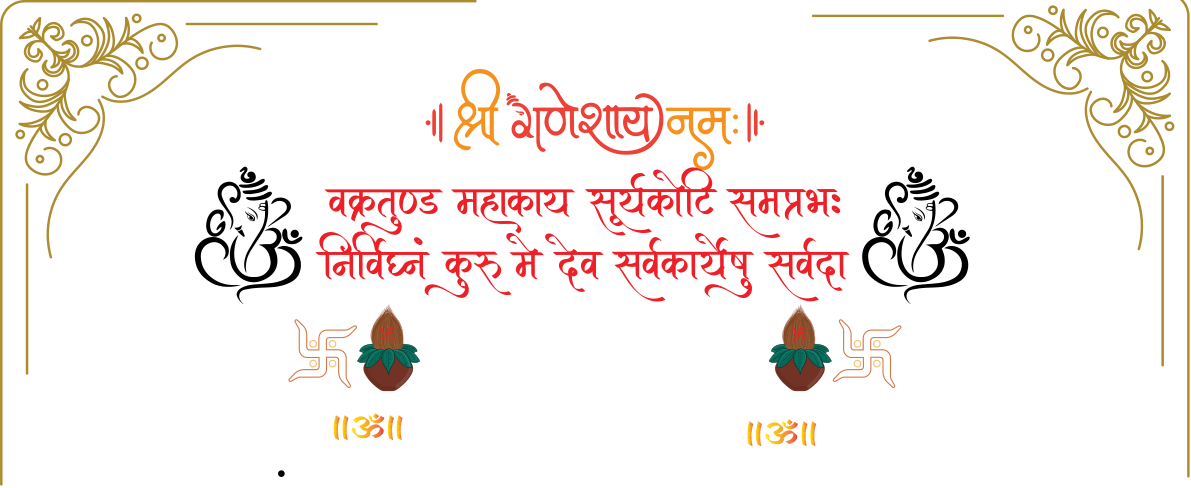 ॥ श्री गणेशाय नमः ॥
वक्रतुण्ड महाकाय सूर्यकोटि समप्रभः
निर्विघ्नं कुरु मे देव सर्वकार्येषु सर्वदा
॥ॐ॥ ॥ॐ॥